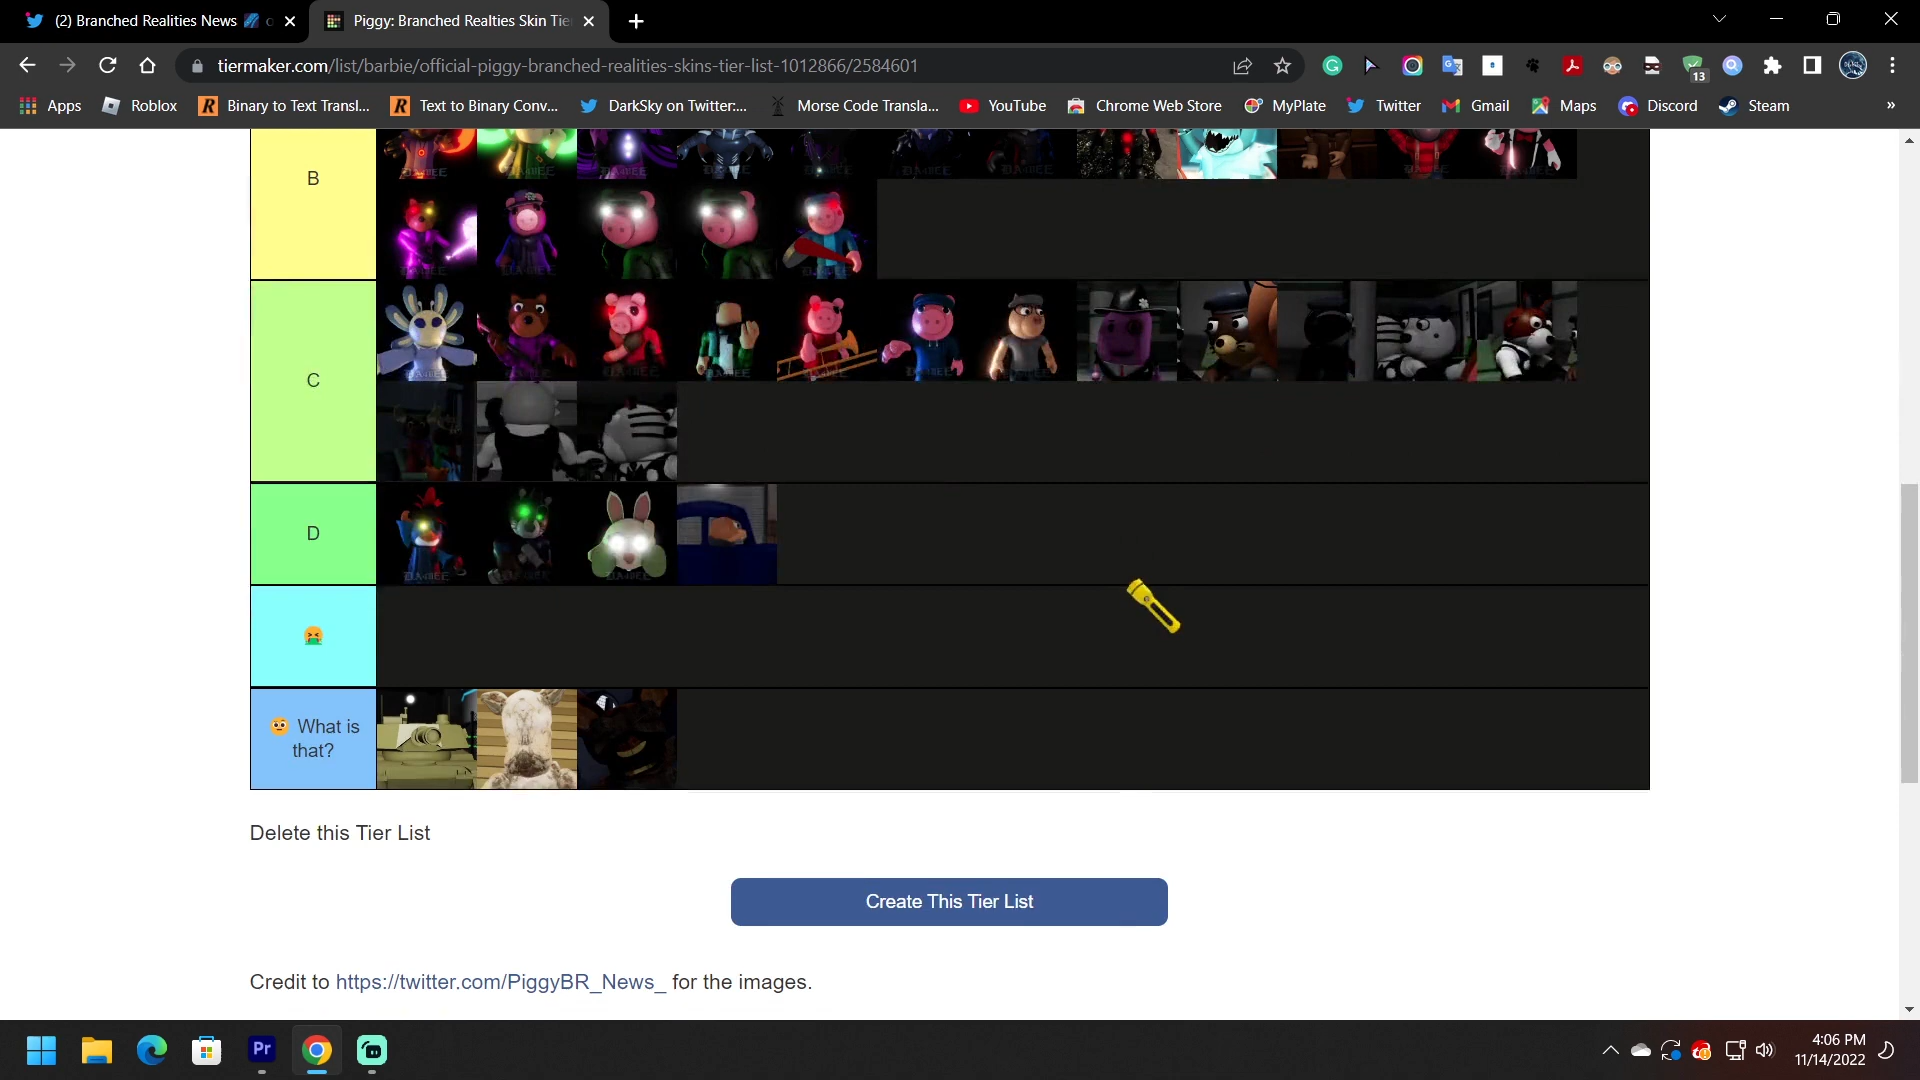 (2) Branched Realities News
Piggy: Branched Realties Skin Tie
tiermaker.com/list/barbie/official-piggy-branched-realities-skins-tier-list-1012866/2584601
13
Apps
Roblox
Binary to Text Transl...
Text to Binary Conv...
DarkSky on Twitter:...
Morse Code Transla...
YouTube
Chrome Web Store
MyPlate
Twitter
Gmail
Maps
Discord
Steam
»
B
C
D
🤮
😳 What is
that?
Delete this Tier List
Create This Tier List
Credit to https://twitter.com/PiggyBR_News_ for the images.
Pr
4:06 PM
11/14/2022